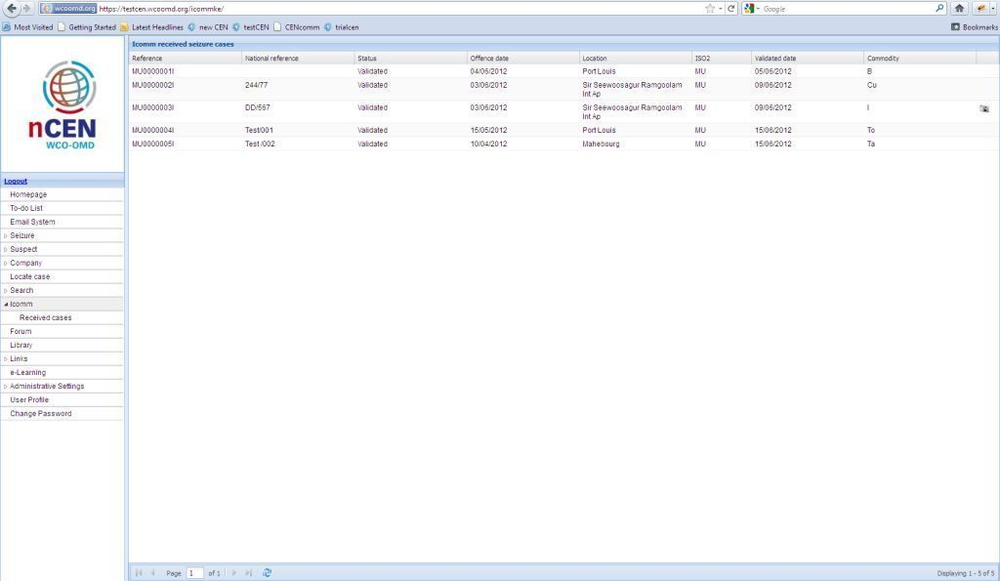 wcoomd.org https://testcen.wcoomd.org/icommke/ Google
Most Visited Getting Started Latest Headlines new CEN testCEN CENcomm trialcen Bookmarks
nCEN
WCO-OMD
Logout
Homepage
To-do List
Email System
Seizure
Suspect
Company
Locate case
Search
Icomm
Received cases
Forum
Library
Links
e-Learning
Administrative Settings
User Profile
Change Password
Icomm received seizure cases
Reference National reference Status Offence date Location ISO2 Validated date Commodity
MU0000001I Validated 04/06/2012 Port Louis MU 05/06/2012 B
MU0000002I 244/77 Validated 03/06/2012 Sir Seewoosagur Ramgoolam MU 09/06/2012 Cu
Int Ap
MU0000003I DD/567 Validated 03/06/2012 Sir Seewoosagur Ramgoolam MU 09/06/2012 I
Int Ap
MU0000004I Test/001 Validated 15/05/2012 Port Louis MU 15/06/2012 To
MU0000005I Test /002 Validated 10/04/2012 Mahebourg MU 15/06/2012 Ta
Page 1 of 1 Displaying 1 - 5 of 5